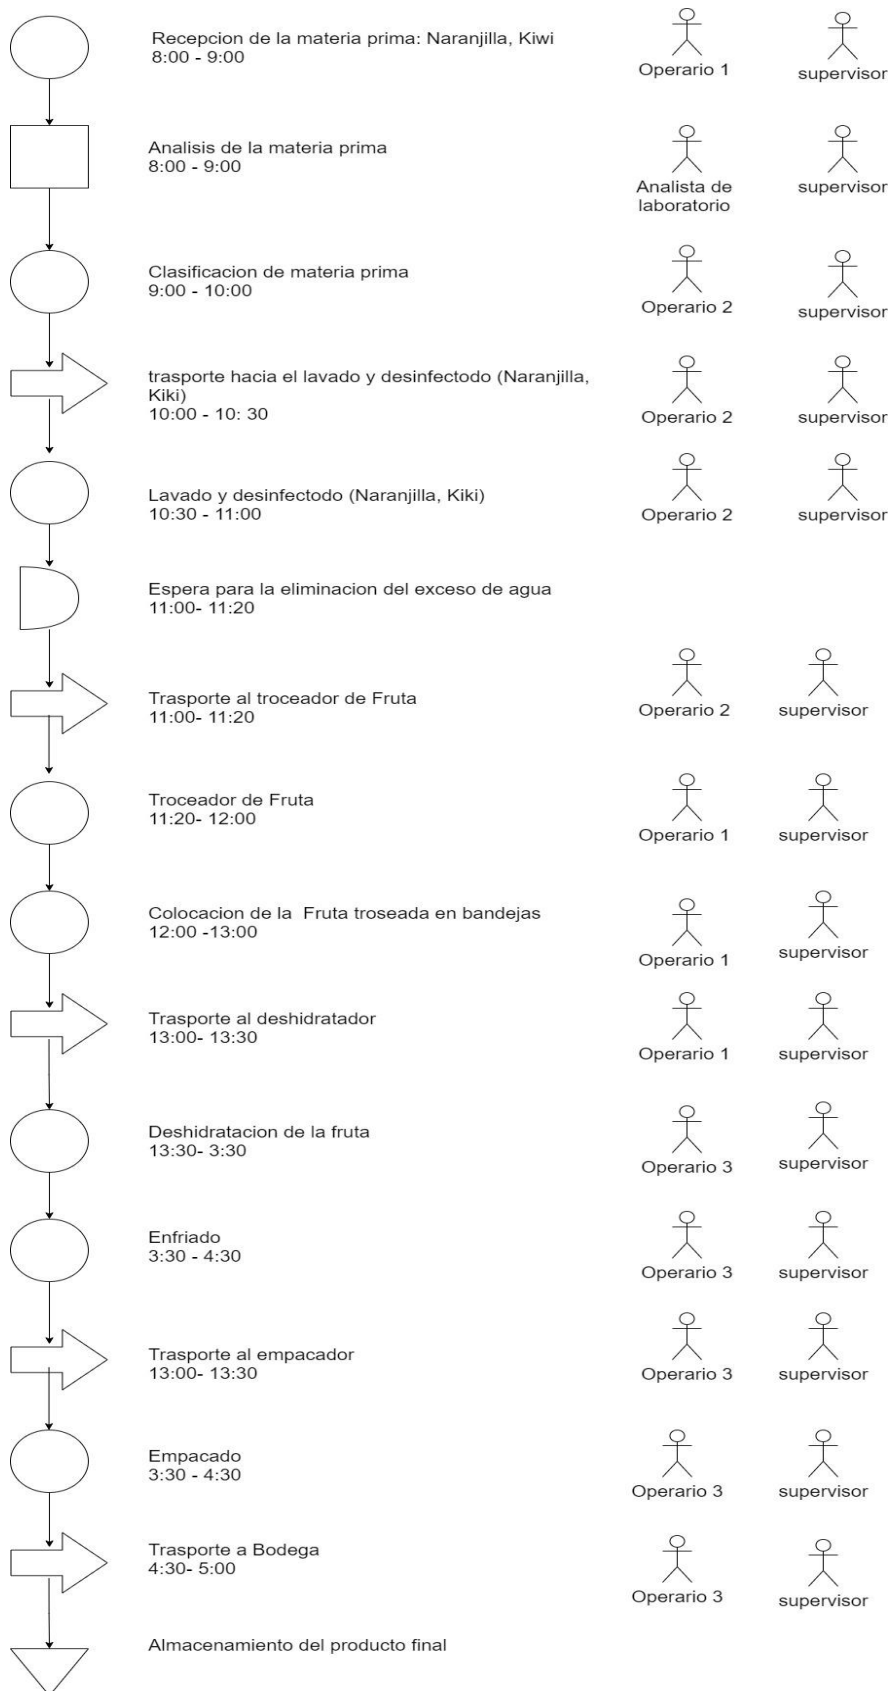 Recepcion de la materia prima: Naranjilla, Kiwi
8:00 - 9:00
Operario 1
supervisor
Analisis de la materia prima
8:00 - 9:00
Analista de
laboratorio
supervisor
Clasificacion de materia prima
9:00 - 10:00
Operario 2
supervisor
trasporte hacia el lavado y desinfectodo (Naranjilla,
Kiki)
10:00 - 10: 30
Operario 2
supervisor
Lavado y desinfectodo (Naranjilla, Kiki)
10:30 - 11:00
Operario 2
supervisor
Espera para la eliminacion del exceso de agua
11:00- 11:20
Trasporte al troceador de Fruta
11:00- 11:20
Operario 2
supervisor
Troceador de Fruta
11:20- 12:00
Operario 1
supervisor
Colocacion de la  Fruta troseada en bandejas
12:00 -13:00
Operario 1
supervisor
Trasporte al deshidratador
13:00- 13:30
Operario 1
supervisor
Deshidratacion de la fruta
13:30- 3:30
Operario 3
supervisor
Enfriado
3:30 - 4:30
Operario 3
supervisor
Trasporte al empacador
13:00- 13:30
Operario 3
supervisor
Empacado
3:30 - 4:30
Operario 3
supervisor
Trasporte a Bodega
4:30- 5:00
Operario 3
supervisor
Almacenamiento del producto final